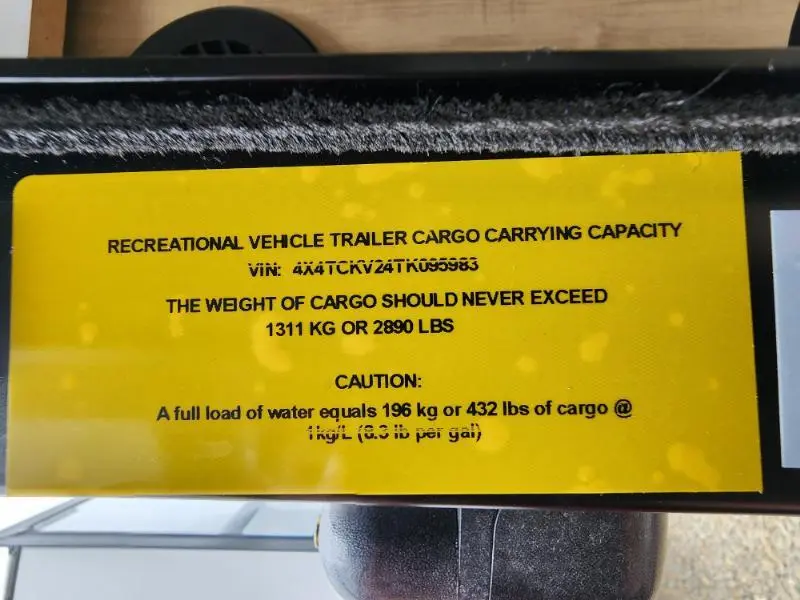 RECREATIONAL VEHICLE TRAILER CARGO CARRYING CAPACITY
VIN: 4X4TCKV24TK095983
THE WEIGHT OF CARGO SHOULD NEVER EXCEED
1311 KG OR 2890 LBS
CAUTION:
A full load of water equals 196 kg or 432 lbs of cargo @
1kg/L (8.3 lb per gal)